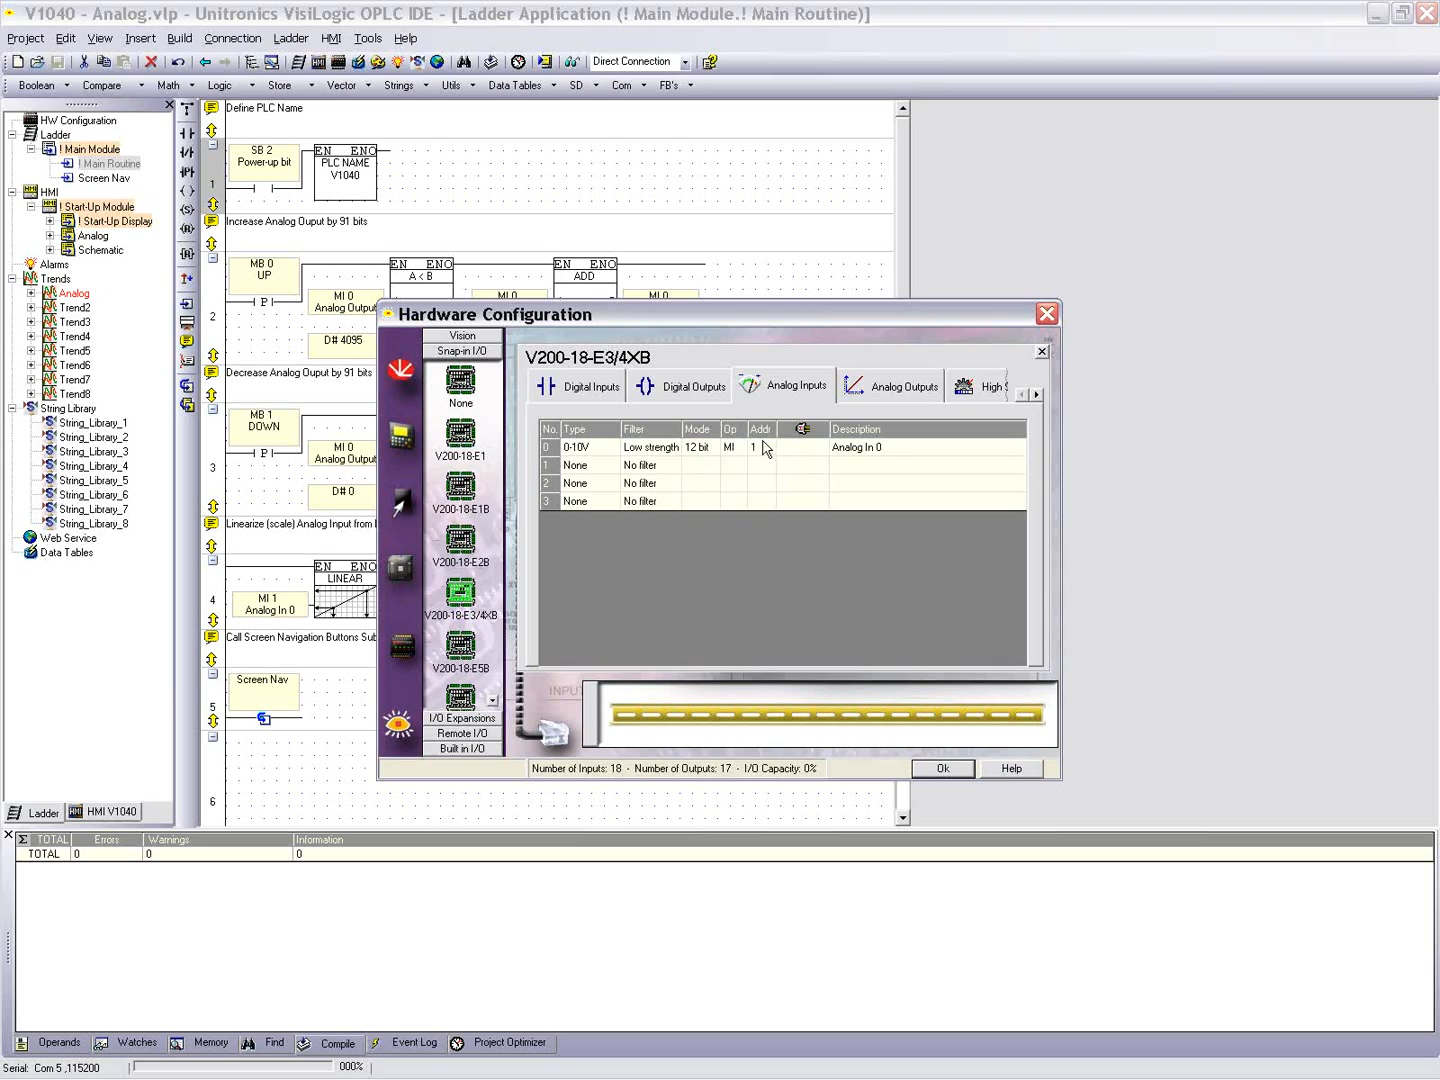 V1040 - Analog.vlp - Unitronics VisiLogic OPLC IDE - [Ladder Application (! Main Module.! Main Routine)]
Project Edit View Insert Build Connection Ladder HMI Tools Help
Direct Connection
Boolean Compare Math Logic Store Vector Strings Utils Data Tables SD Com FB's
HW Configuration
Ladder
! Main Module
! Main Routine
Screen Nav
HMI
! Start-Up Module
! Start-Up Display
Analog
Schematic
Alarms
Trends
Analog
Trend2
Trend3
Trend4
Trend5
Trend6
Trend7
Trend8
String Library
String_Library_1
String_Library_2
String_Library_3
String_Library_4
String_Library_5
String_Library_6
String_Library_7
String_Library_8
Web Service
Data Tables
Ladder HMI V1040
Define PLC Name
SB 2
Power-up bit
EN ENO
PLC NAME
V1040
1
Increase Analog Ouput by 91 bits
MB 0
UP
EN ENO
A < B
EN ENO
ADD
MI 0
Analog Output
MI 0
MI 0
D# 4095
2
Decrease Analog Ouput by 91 bits
MB 1
DOWN
MI 0
Analog Output
D# 0
3
Linearize (scale) Analog Input from
EN ENO
LINEAR
MI 1
Analog In 0
4
Call Screen Navigation Buttons Sub
Screen Nav
5
6
Hardware Configuration
Vision
Snap-in I/O
None
V200-18-E1
V200-18-E1B
V200-18-E2B
V200-18-E3/4XB
V200-18-E5B
I/O Expansions
Remote I/O
Built in I/O
V200-18-E3/4XB
Digital Inputs Digital Outputs Analog Inputs Analog Outputs High
No. Type Filter Mode Op Addr Description
0 0-10V Low strength 12 bit MI 1 Analog In 0
1 None No filter
2 None No filter
3 None No filter
INPU
Number of Inputs: 18 - Number of Outputs: 17 - I/O Capacity: 0%
Ok Help
Σ TOTAL Errors Warnings Information
TOTAL 0 0 0
Operands Watches Memory Find Compile Event Log Project Optimizer
Serial: Com 5 ,115200 000%